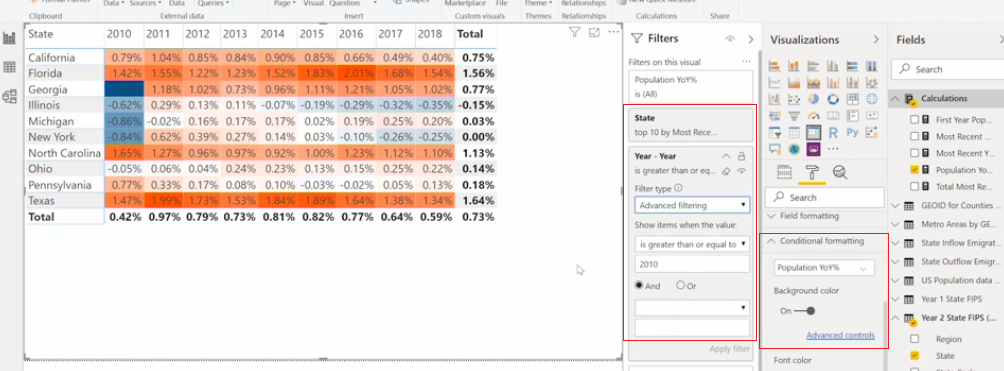 Data
Sources
Data
Queries
Page
Visual
Question
Shapes
Marketplace
File
Theme
Relationships
New Quick Measure
Clipboard
External data
Insert
Custom visuals
Themes
Relationships
Calculations
Share
State 2010 2011 2012 2013 2014 2015 2016 2017 2018 Total
California 0.79% 1.04% 0.85% 0.84% 0.90% 0.85% 0.66% 0.49% 0.40% 0.75%
Florida 1.42% 1.55% 1.22% 1.23% 1.52% 1.83% 2.01% 1.68% 1.54% 1.56%
Georgia 1.18% 1.02% 0.73% 0.96% 1.11% 1.21% 1.05% 1.02% 0.77%
Illinois -0.62% 0.29% 0.13% 0.11% -0.07% -0.19% -0.29% -0.32% -0.35% -0.15%
Michigan -0.86% -0.02% 0.16% 0.17% 0.17% 0.02% 0.19% 0.25% 0.20% 0.03%
New York -0.84% 0.62% 0.39% 0.27% 0.14% 0.03% -0.10% -0.26% -0.25% 0.00%
North Carolina 1.65% 1.27% 0.96% 0.97% 0.92% 1.00% 1.23% 1.12% 1.10% 1.13%
Ohio -0.05% 0.06% 0.04% 0.24% 0.23% 0.13% 0.15% 0.25% 0.22% 0.14%
Pennsylvania 0.77% 0.33% 0.17% 0.08% 0.10% -0.03% -0.02% 0.05% 0.13% 0.18%
Texas 1.47% 1.99% 1.73% 1.53% 1.84% 1.89% 1.64% 1.38% 1.34% 1.64%
Total 0.42% 0.97% 0.79% 0.73% 0.81% 0.82% 0.77% 0.64% 0.59% 0.73%
Filters
Filters on this visual ...
Population YoY%
is (All)
State
top 10 by Most Rece...
Year - Year
is greater than or eq...
Filter type
Advanced filtering
Show items when the value:
is greater than or equal to
2010
And Or
Apply filter
Visualizations
R Py
...
Search
Field formatting
Conditional formatting
Population YoY%
Background color
On
Advanced controls
Font color
Fields
Search
Calculations
First Year Pop...
Most Recent ...
Most Recent Y...
Population Yo...
Total Most Re...
GEOID for Counties ...
Metro Areas by GE...
State Inflow Emigrat...
State Outflow Emigr...
US Population data ...
Year 1 State FIPS
Year 2 State FIPS (...
Region
State